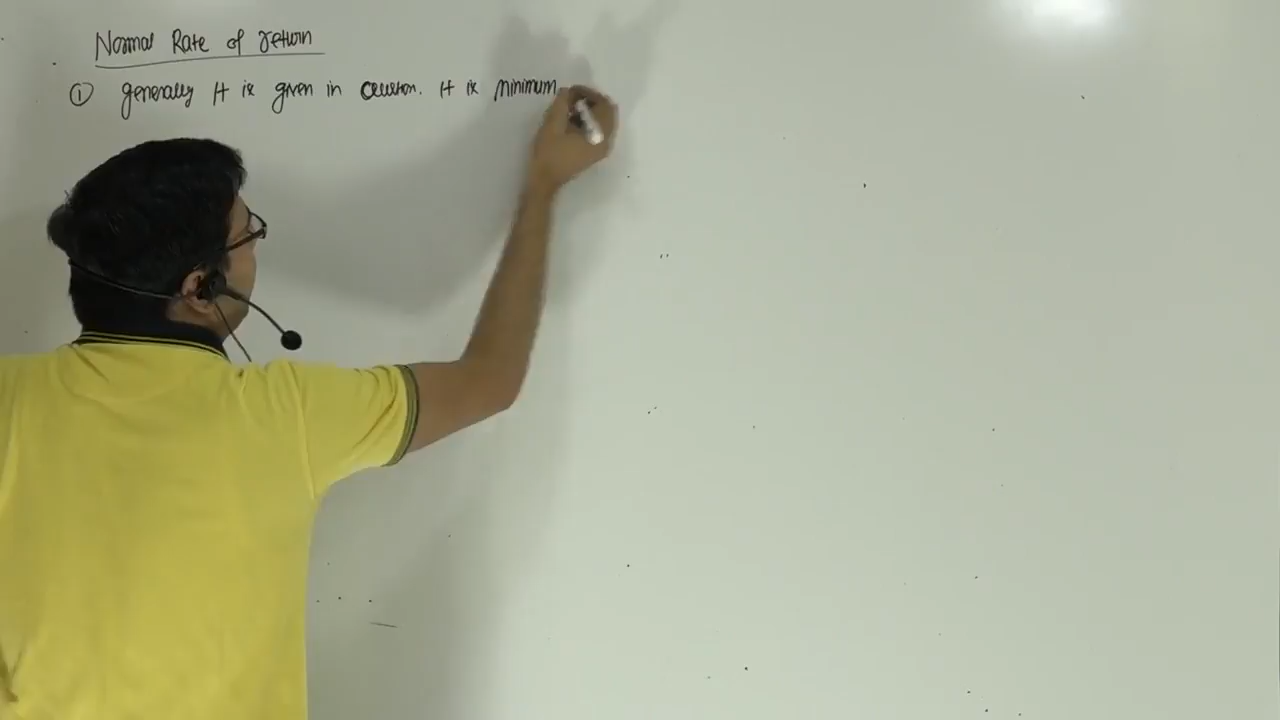 Normal Rate of return
① generally it is given in question. it is minimum